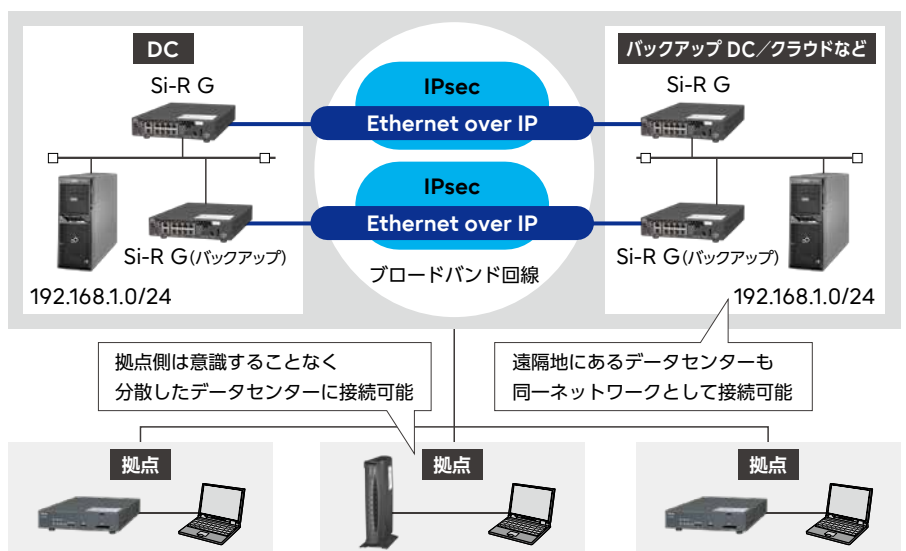 DC
バックアップ DC／クラウドなど
Si-R G
IPsec
Si-R G
Ethernet over IP
IPsec
Ethernet over IP
Si-R G(バックアップ)
ブロードバンド回線
Si-R G(バックアップ)
192.168.1.0/24
192.168.1.0/24
拠点側は意識することなく
分散したデータセンターに接続可能
遠隔地にあるデータセンターも
同一ネットワークとして接続可能
拠点
拠点
拠点